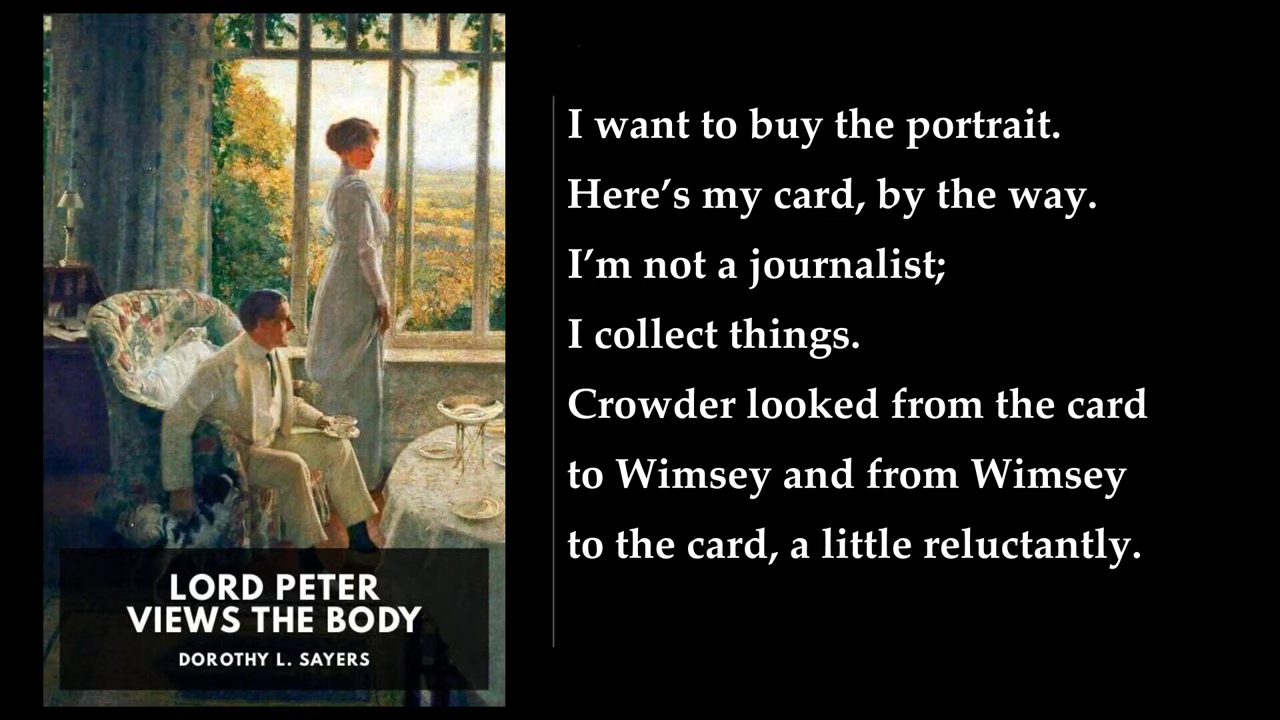 I want to buy the portrait.
Here’s my card, by the way.
I’m not a journalist;
I collect things.
Crowder looked from the card
to Wimsey and from Wimsey
to the card, a little reluctantly.
LORD PETER
VIEWS THE BODY
DOROTHY L. SAYERS